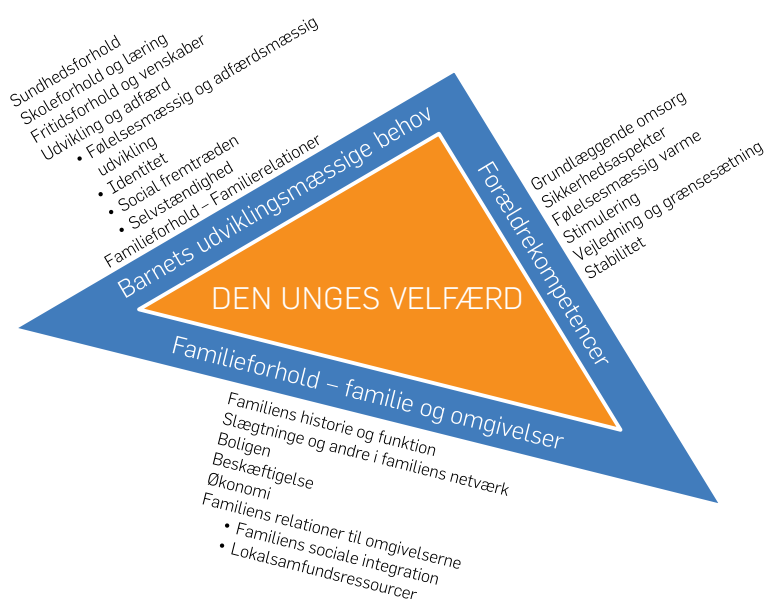 Sundhedsforhold
Skoleforhold og læring
Fritidsforhold og venskaber
Udvikling og adfærd
• Følelsesmæssig og adfærdsmæssig
udvikling
• Identitet
• Social fremtræden
• Selvstændighed
Familieforhold – Familierelationer
Barnets udviklingsmæssige behov
Forældrekompetencer
Grundlæggende omsorg
Sikkerhedsaspekter
Følelsesmæssig varme
Stimulering
Vejledning og grænsesætning
Stabilitet
DEN UNGES VELFÆRD
Familieforhold – familie og omgivelser
Familiens historie og funktion
Slægtninge og andre i familiens netværk
Boligen
Beskæftigelse
Økonomi
Familiens relationer til omgivelserne
• Familiens sociale integration
• Lokalsamfundsressourcer